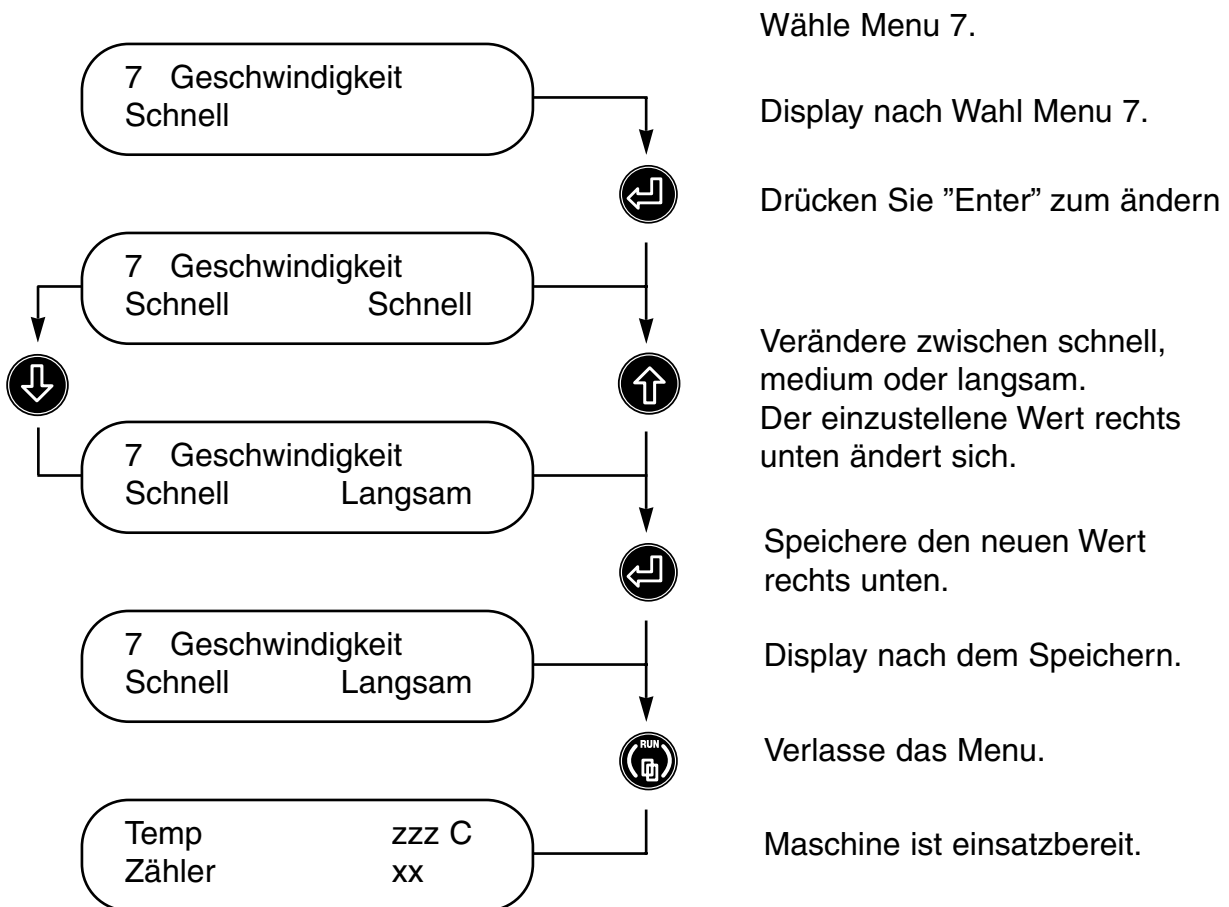 Wähle Menu 7.
7 Geschwindigkeit
Schnell
Display nach Wahl Menu 7.
Drücken Sie ”Enter” zum ändern
7 Geschwindigkeit
Schnell Schnell
Verändere zwischen schnell,
medium oder langsam.
Der einzustellene Wert rechts
unten ändert sich.
7 Geschwindigkeit
Schnell Langsam
Speichere den neuen Wert
rechts unten.
7 Geschwindigkeit
Schnell Langsam
Display nach dem Speichern.
RUN
Verlasse das Menu.
Temp zzz C
Zähler xx
Maschine ist einsatzbereit.